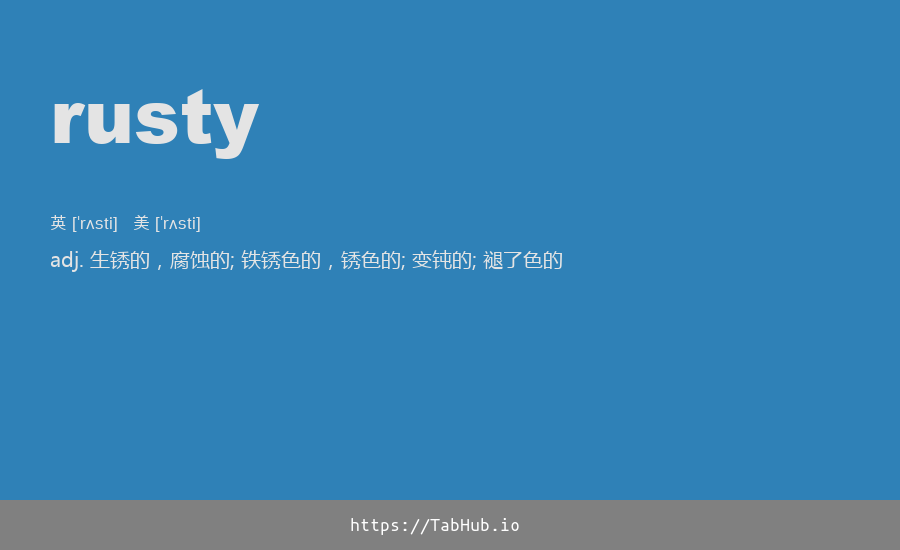 rusty
英 ['rʌsti] 美 ['rʌsti]
adj. 生锈的，腐蚀的; 铁锈色的，锈色的; 变钝的; 褪了色的
https://TabHub.io